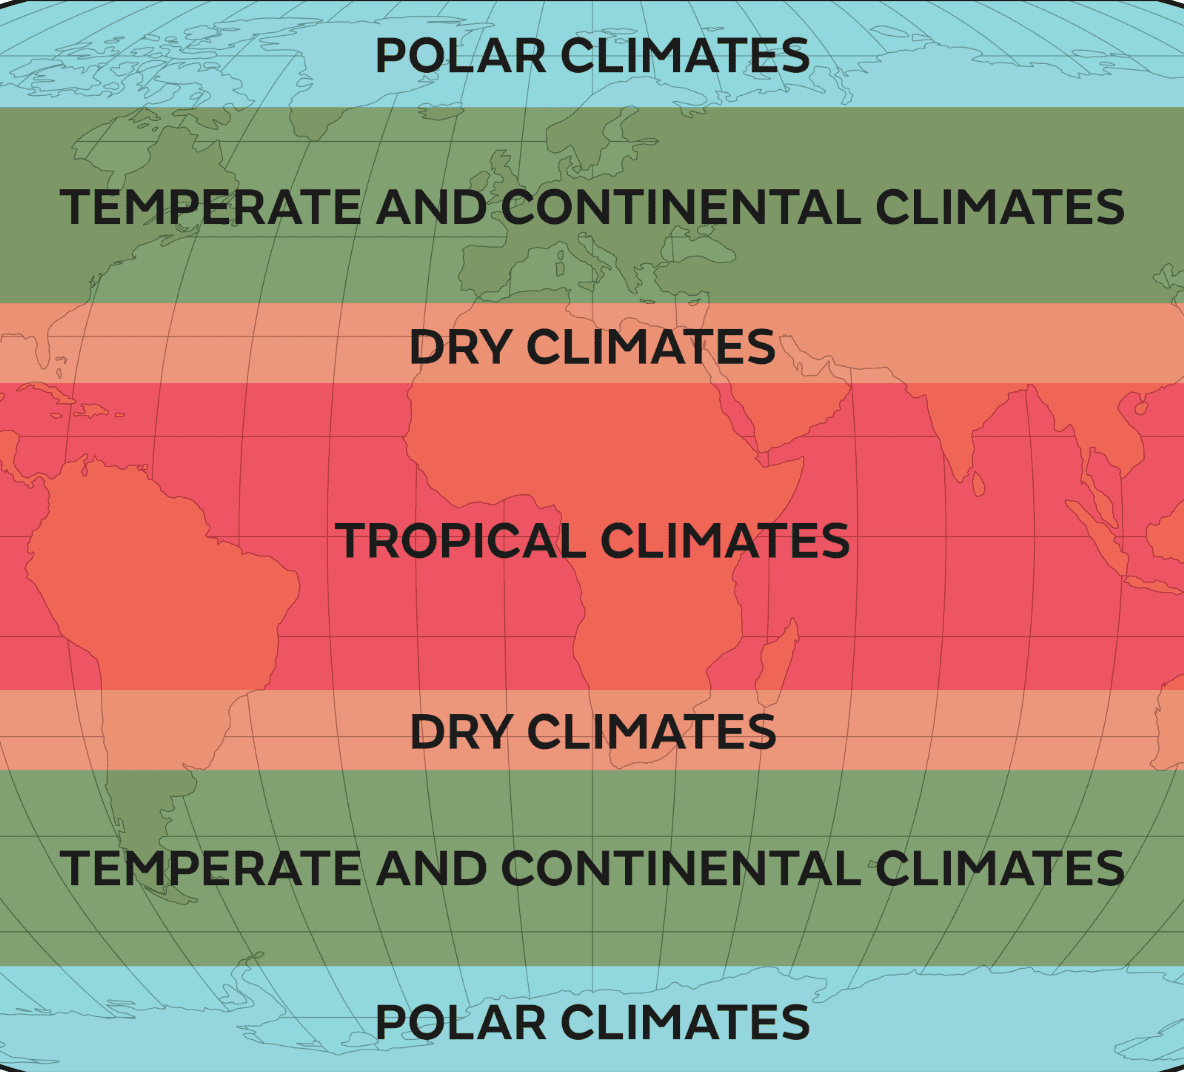 POLAR CLIMATES
TEMPERATE AND CONTINENTAL CLIMATES
DRY CLIMATES
TROPICAL CLIMATES
DRY CLIMATES
TEMPERATE AND CONTINENTAL CLIMATES
POLAR CLIMATES